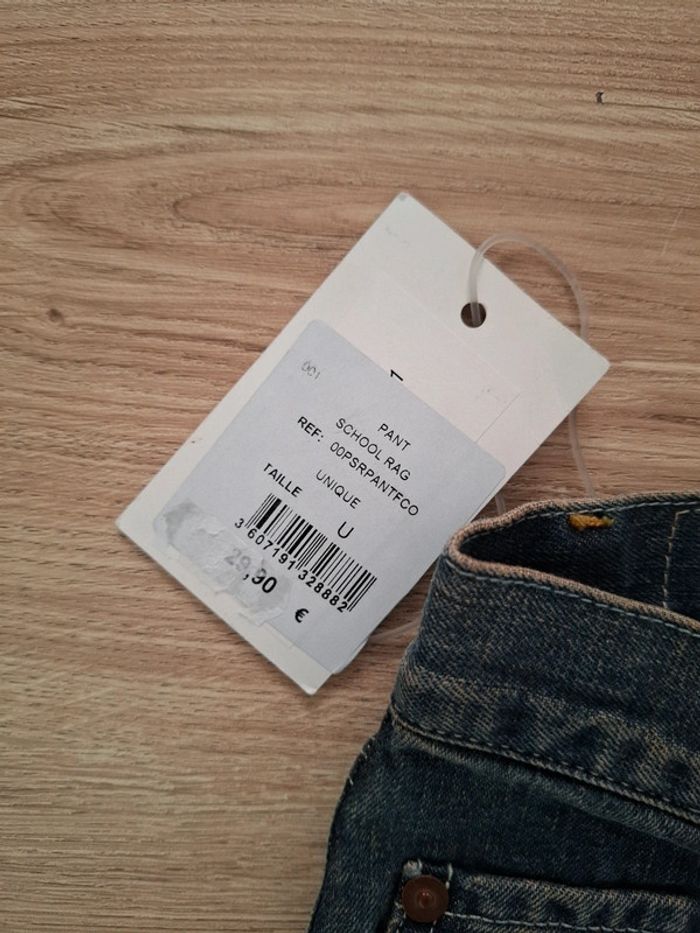 001
PANT
SCHOOL RAG
REF: 00PSRPANTFCO
UNIQUE
TAILLE U
3 607191 328882
29,90 €